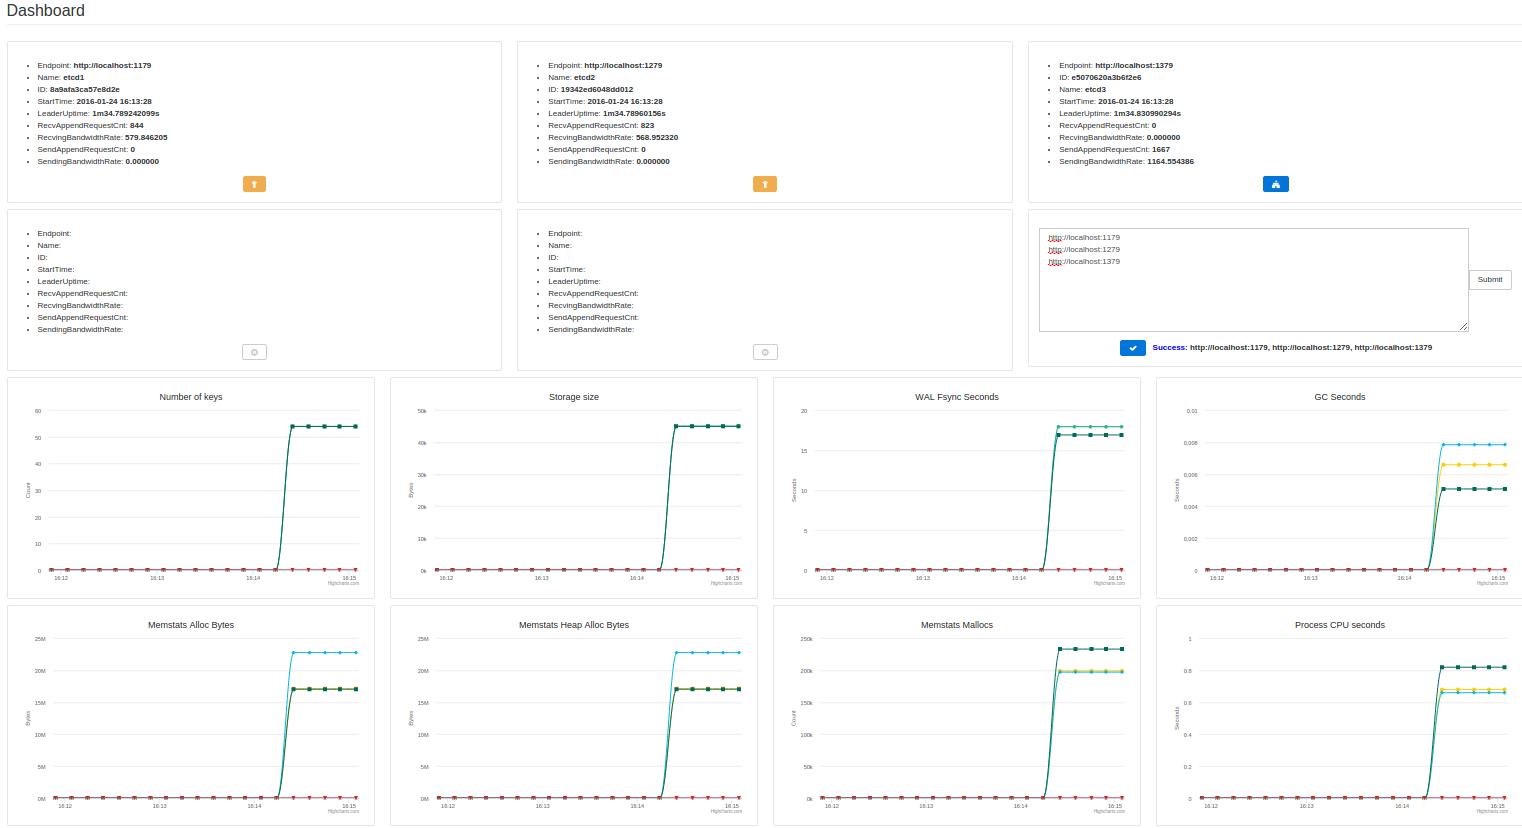 Dashboard
Endpoint: http://localhost:1179
Name: etcd1
ID: 8a9afa3ca57e8d2e
StartTime: 2016-01-24 16:13:28
LeaderUptime: 1m34.789242099s
RecvAppendRequestCnt: 844
RecvingBandwidthRate: 579.846205
SendAppendRequestCnt: 0
SendingBandwidthRate: 0.000000
Endpoint: http://localhost:1279
Name: etcd2
ID: 19342ed6048dd012
StartTime: 2016-01-24 16:13:28
LeaderUptime: 1m34.78960156s
RecvAppendRequestCnt: 823
RecvingBandwidthRate: 568.952320
SendAppendRequestCnt: 0
SendingBandwidthRate: 0.000000
Endpoint: http://localhost:1379
ID: e5070620a3b6f2e6
Name: etcd3
StartTime: 2016-01-24 16:13:28
LeaderUptime: 1m34.830990294s
RecvAppendRequestCnt: 0
RecvingBandwidthRate: 0.000000
SendAppendRequestCnt: 1667
SendingBandwidthRate: 1164.554386
Endpoint:
Name:
ID:
StartTime:
LeaderUptime:
RecvAppendRequestCnt:
RecvingBandwidthRate:
SendAppendRequestCnt:
SendingBandwidthRate:
Endpoint:
Name:
ID:
StartTime:
LeaderUptime:
RecvAppendRequestCnt:
RecvingBandwidthRate:
SendAppendRequestCnt:
SendingBandwidthRate:
http://localhost:1179
http://localhost:1279
http://localhost:1379
Submit
Success: http://localhost:1179, http://localhost:1279, http://localhost:1379
Number of keys
60
50
40
30
20
10
0
Count
16:12 16:13 16:14 16:15
Highcharts.com
Storage size
50k
40k
30k
20k
10k
0k
Bytes
16:12 16:13 16:14 16:15
Highcharts.com
WAL Fsync Seconds
20
15
10
5
0
Seconds
16:12 16:13 16:14 16:15
Highcharts.com
GC Seconds
0.01
0.008
0.006
0.004
0.002
0
Seconds
16:12 16:13 16:14 16:15
Highcharts.com
Memstats Alloc Bytes
25M
20M
15M
10M
5M
0M
Bytes
16:12 16:13 16:14 16:15
Highcharts.com
Memstats Heap Alloc Bytes
25M
20M
15M
10M
5M
0M
Bytes
16:12 16:13 16:14 16:15
Highcharts.com
Memstats Mallocs
250k
200k
150k
100k
50k
0k
Count
16:12 16:13 16:14 16:15
Highcharts.com
Process CPU seconds
1
0.8
0.6
0.4
0.2
0
Seconds
16:12 16:13 16:14 16:15
Highcharts.com